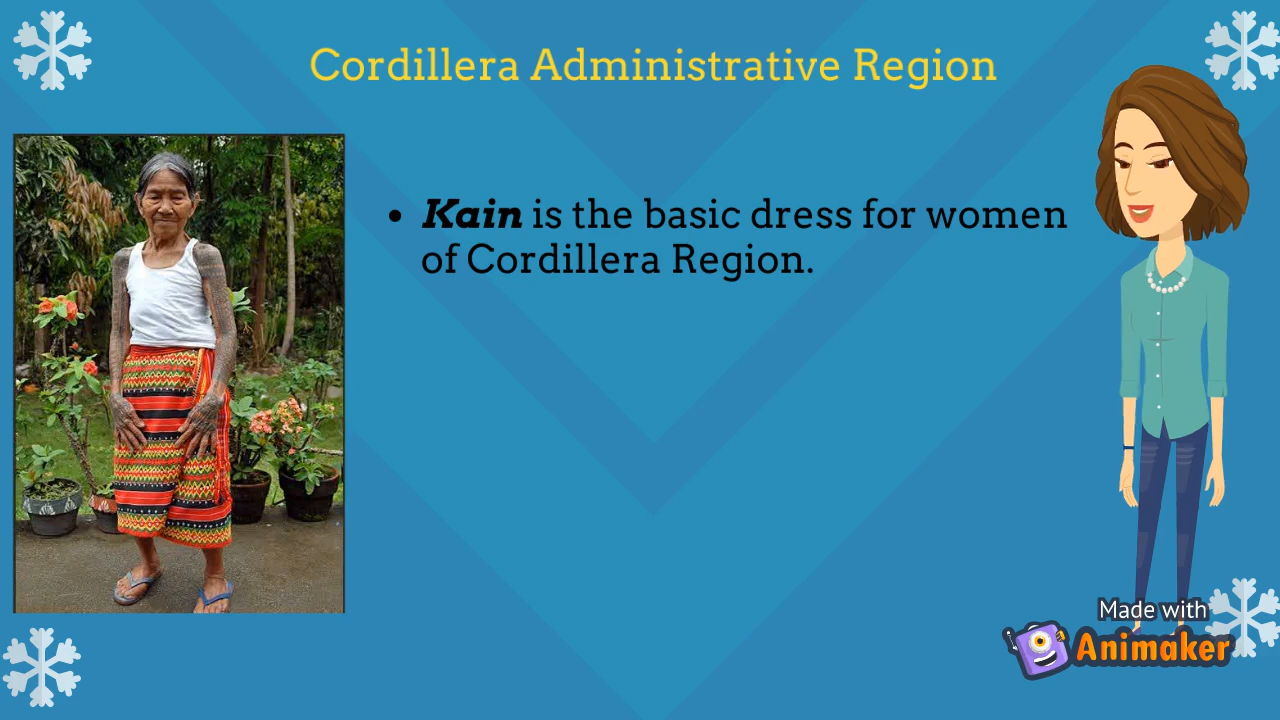 Cordillera Administrative Region
• Kain is the basic dress for women
of Cordillera Region.
Made with
Animaker